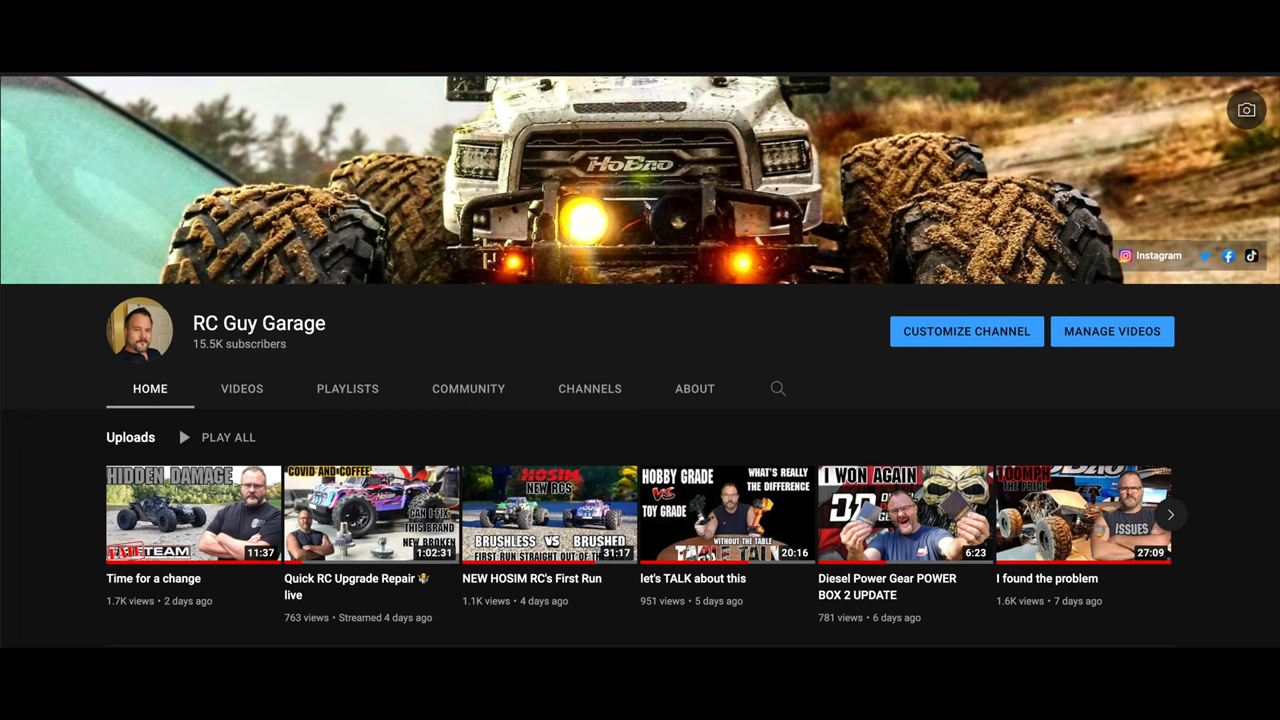 HOBAO
Instagram
RC Guy Garage
15.5K subscribers
CUSTOMIZE CHANNEL
MANAGE VIDEOS
HOME
VIDEOS
PLAYLISTS
COMMUNITY
CHANNELS
ABOUT
Uploads
PLAY ALL
HIDDEN DAMAGE
TEAM
11:37
Time for a change
1.7K views • 2 days ago
COVID AND COFFEE
CAN I FIX
THIS BRAND
NEW BROKEN
1:02:31
Quick RC Upgrade Repair
live
763 views • Streamed 4 days ago
HOSIM
NEW RCS
BRUSHLESS VS BRUSHED
FIRST RUN STRAIGHT OUT OF
31:17
NEW HOSIM RC's First Run
1.1K views • 4 days ago
HOBBY GRADE
VS
TOY GRADE
WHAT'S REALLY
THE DIFFERENCE
WITHOUT THE TABLE
TABLE TALK
20:16
let's TALK about this
951 views • 5 days ago
I WON AGAIN
6:23
Diesel Power Gear POWER
BOX 2 UPDATE
781 views • 6 days ago
TOOMPH
THE PRICE
ISSUES
27:09
I found the problem
1.6K views • 7 days ago